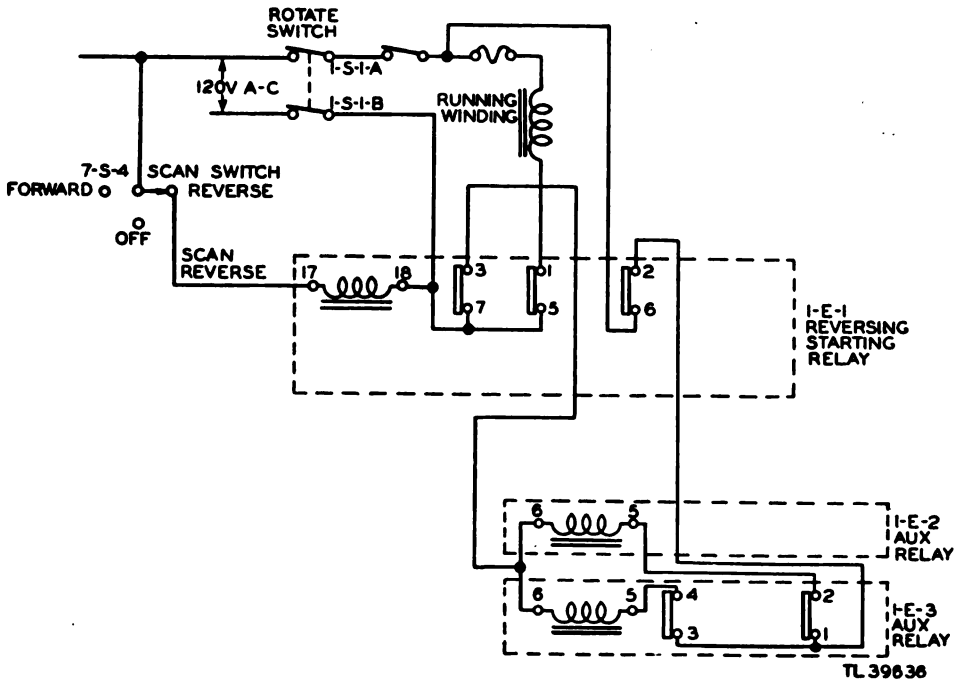 ROTATE
SWITCH
1-S-1-A
120V A-C
1-S-1-B
RUNNING
WINDING
7-S-4 SCAN SWITCH
FORWARD REVERSE
OFF
SCAN
REVERSE
17 18 3 1 2
7 5 6
1-E-1
REVERSING
STARTING
RELAY
6 5
1-E-2
AUX
RELAY
6 5 4 2
3 1
1-E-3
AUX
RELAY
TL39636